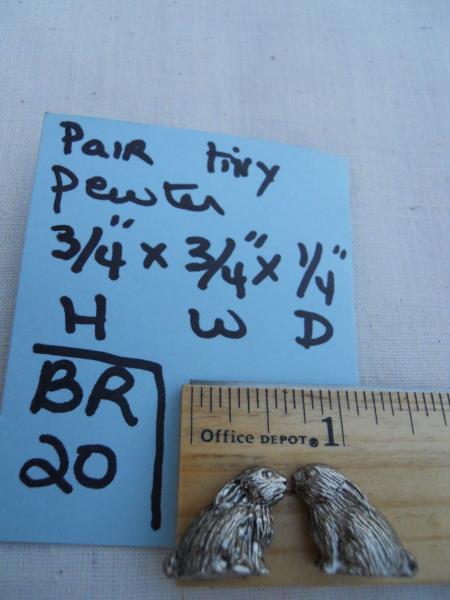 Pair tiny
pewter
3/4" x 3/4" x 1/4"
H W D
BR
20
Office DEPOT® 1